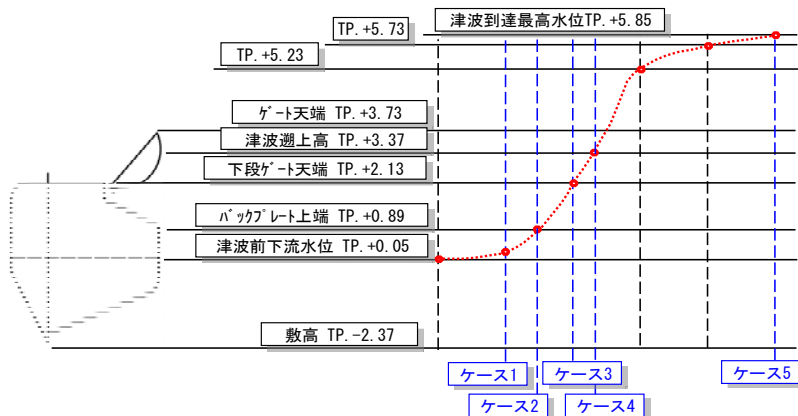 TP.+5.73
津波到達最高水位TP.+5.85
TP.+5.23
ｹﾞｰﾄ天端 TP.+3.73
津波遡上高 TP.+3.37
下段ｹﾞｰﾄ天端 TP.+2.13
ﾊﾞｯｸﾌﾟﾚｰﾄ上端 TP.+0.89
津波前下流水位 TP.+0.05
敷高 TP.-2.37
ケース1
ケース3
ケース5
ケース2
ケース4